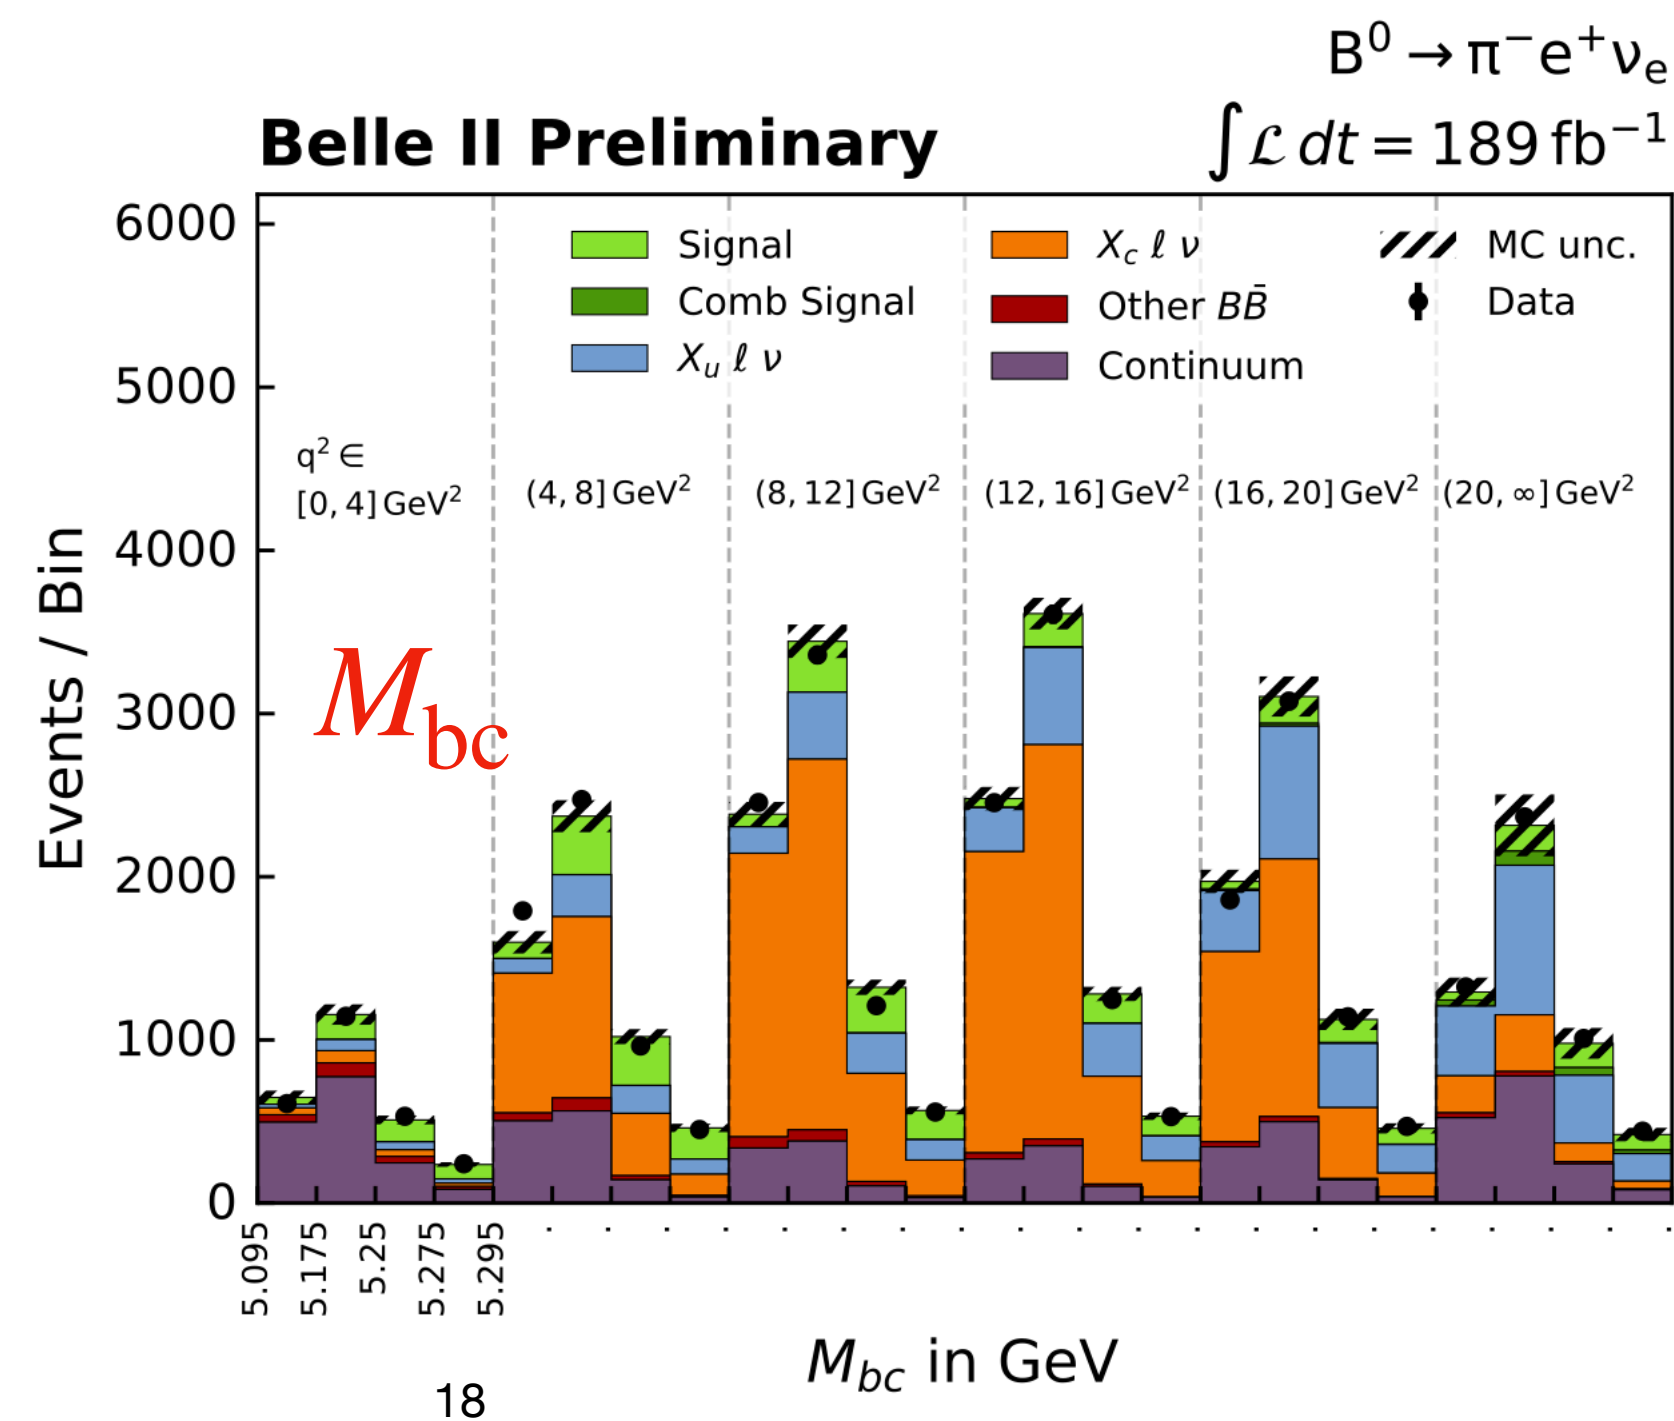 B⁰ → π⁻e⁺νₑ
Belle II Preliminary
∫ℒ dt = 189 fb⁻¹
6000
5000
4000
3000
2000
1000
0
Events / Bin
Signal
Comb Signal
Xᵤ ℓ ν
X_c ℓ ν
Other BB̄
Continuum
MC unc.
Data
q² ∈
[0, 4] GeV²
(4, 8] GeV²
(8, 12] GeV²
(12, 16] GeV²
(16, 20] GeV²
(20, ∞] GeV²
M_bc
5.095
5.175
5.25
5.275
5.295
M_bc in GeV
18